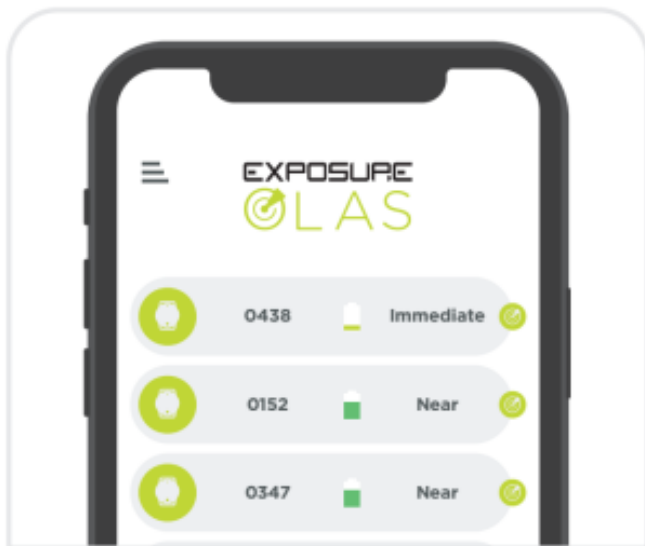 EXPOSURE
OLAS
0438 Immediate
0152 Near
0347 Near